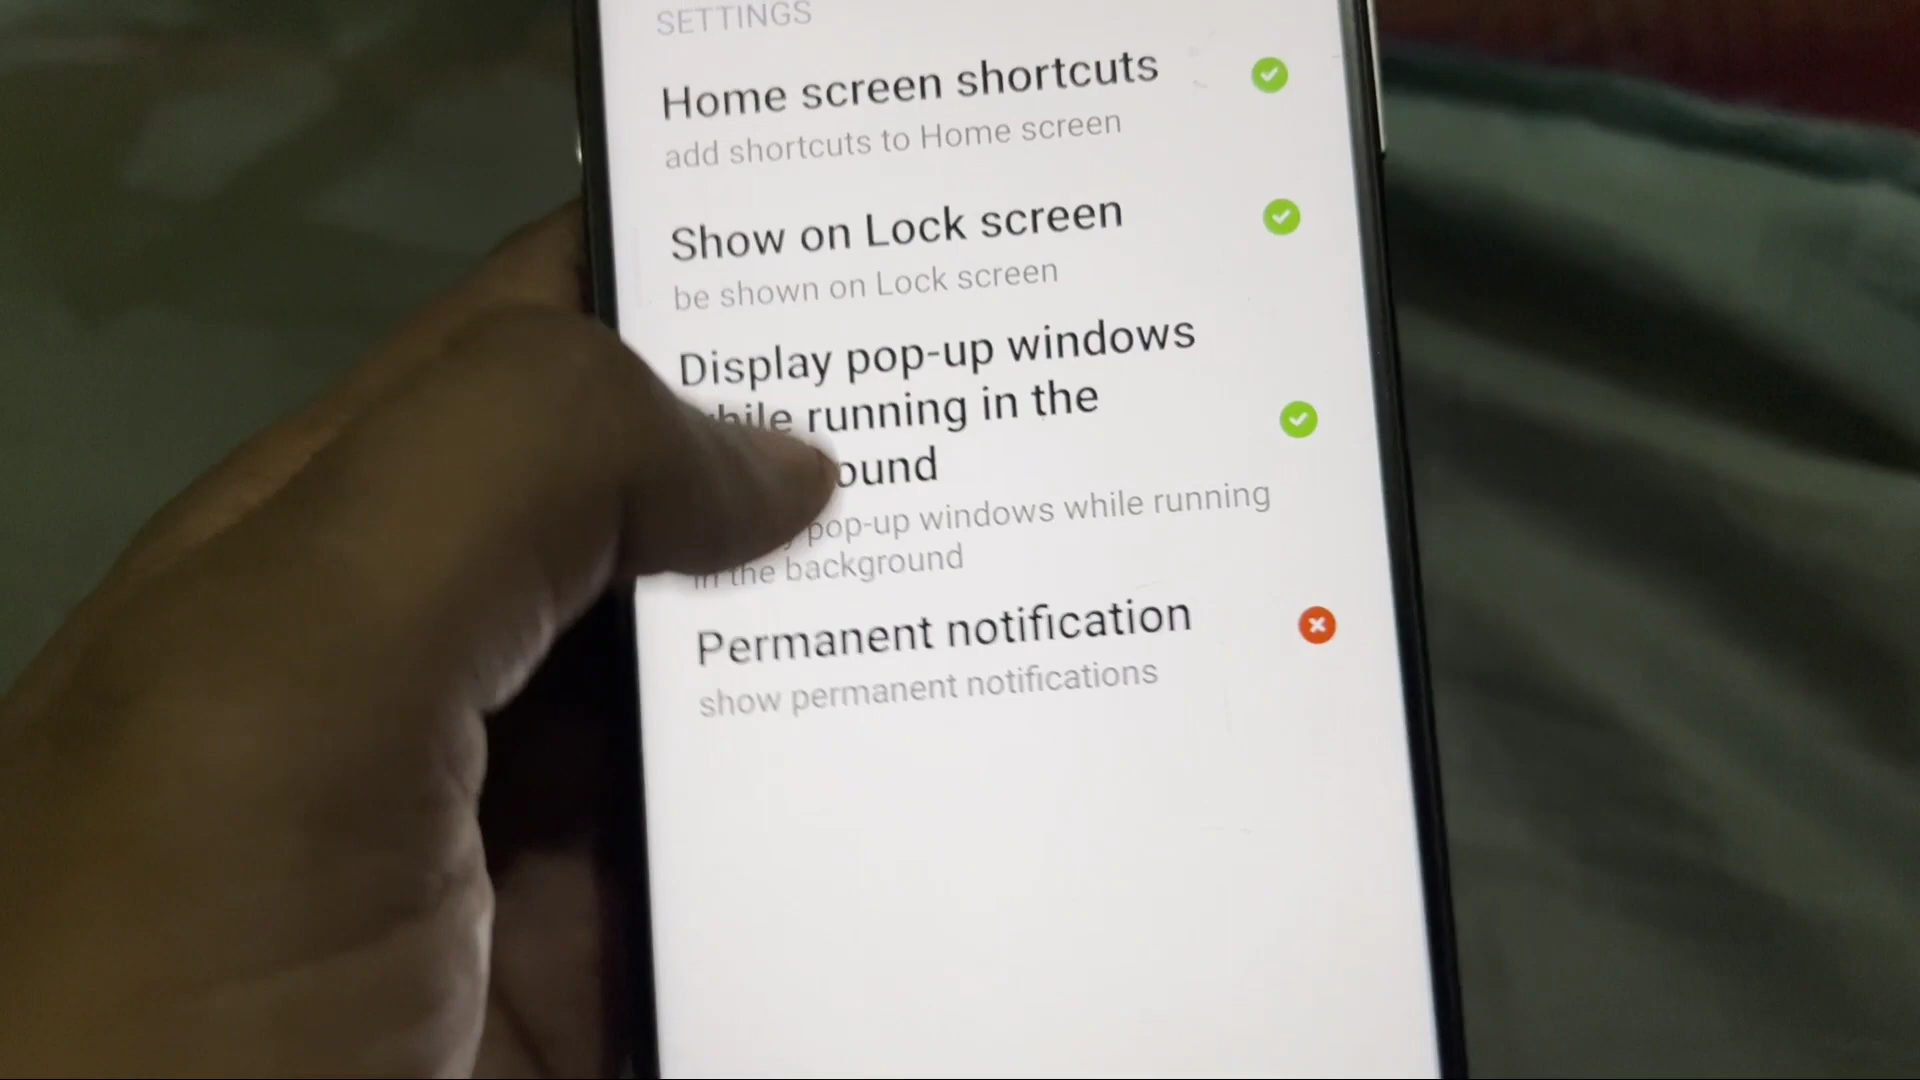 SETTINGS
Home screen shortcuts
add shortcuts to Home screen
Show on Lock screen
be shown on Lock screen
Display pop-up windows
while running in the
ound
pop-up windows while running
in the background
Permanent notification
show permanent notifications